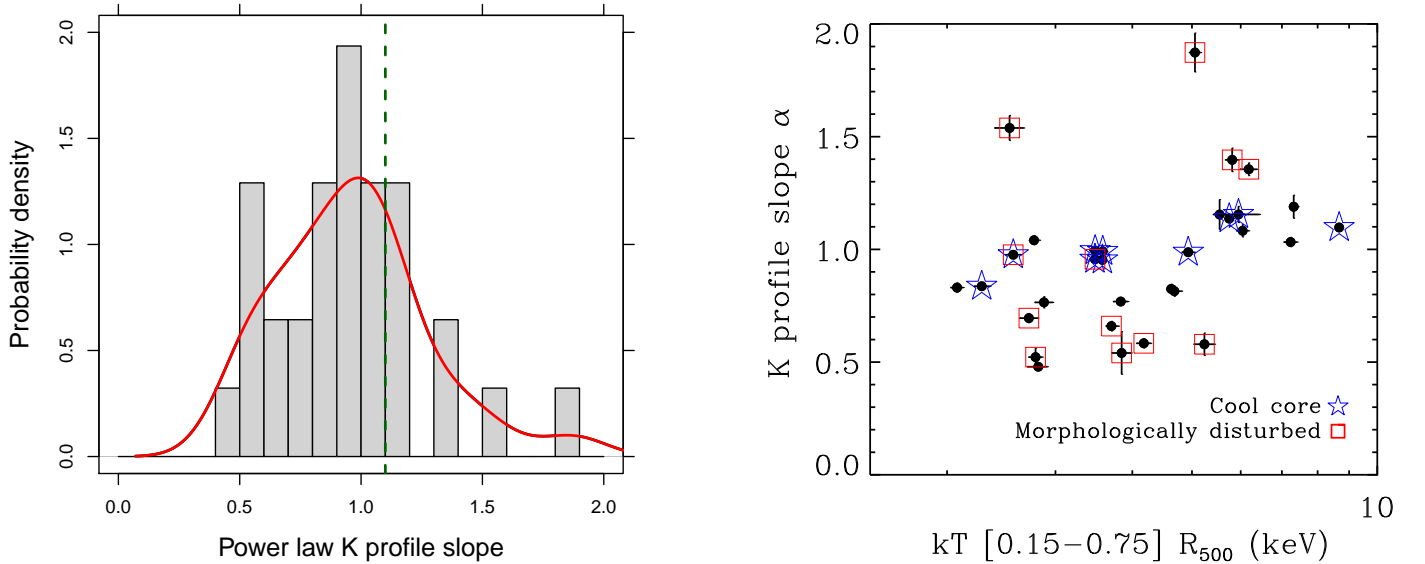 Probability density
2.0
1.5
1.0
0.5
0.0
0.0 0.5 1.0 1.5 2.0
Power law K profile slope
K profile slope α
2.0
1.5
1.0
0.5
0.0
Cool core
Morphologically disturbed
10
kT [0.15−0.75] R500 (keV)